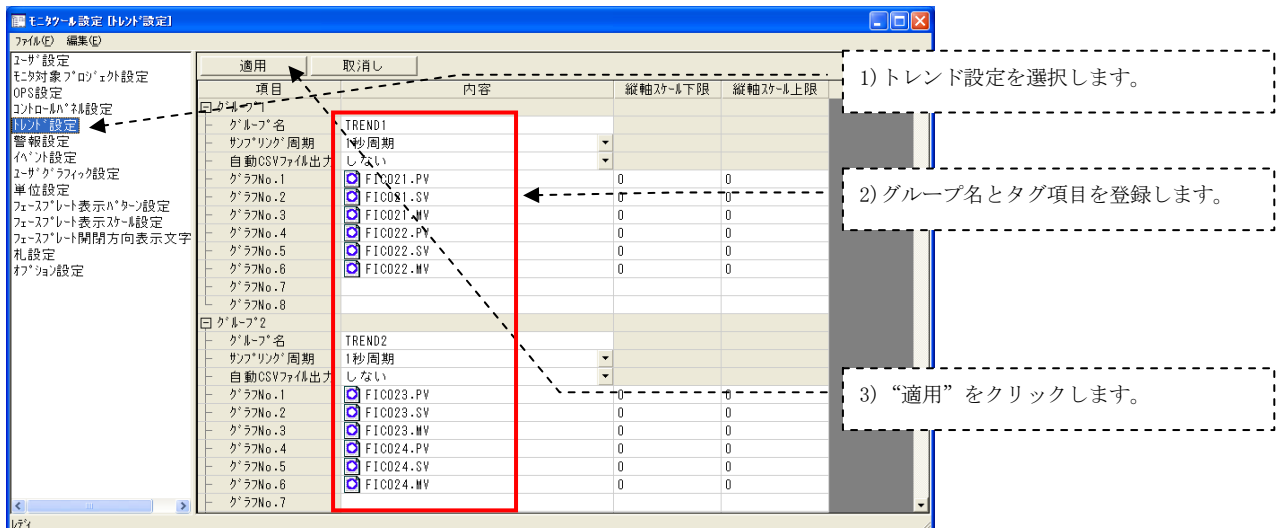 モニタツール設定 [トレンド設定]
ファイル(F) 編集(E)
ユーザ設定
モニタ対象プロジェクト設定
OPS設定
コントロールパネル設定
トレンド設定
警報設定
イベント設定
ユーザグラフィック設定
単位設定
フェースプレート表示パターン設定
フェースプレート表示スケール設定
フェースプレート開閉方向表示文字
札設定
オプション設定
適用 取消し
項目 内容 縦軸スケール下限 縦軸スケール上限
グループ1
グループ名 TREND1
サンプリング周期 1秒周期
自動CSVファイル出力 しない
グラフNo.1 FIC021.PV 0 0
グラフNo.2 FIC021.SV 0 0
グラフNo.3 FIC021.MV 0 0
グラフNo.4 FIC022.PV 0 0
グラフNo.5 FIC022.SV 0 0
グラフNo.6 FIC022.MV 0 0
グラフNo.7
グラフNo.8
グループ2
グループ名 TREND2
サンプリング周期 1秒周期
自動CSVファイル出力 しない
グラフNo.1 FIC023.PV 0 0
グラフNo.2 FIC023.SV 0 0
グラフNo.3 FIC023.MV 0 0
グラフNo.4 FIC024.PV 0 0
グラフNo.5 FIC024.SV 0 0
グラフNo.6 FIC024.MV 0 0
グラフNo.7
レディ
1)トレンド設定を選択します。
2)グループ名とタグ項目を登録します。
3)“適用”をクリックします。